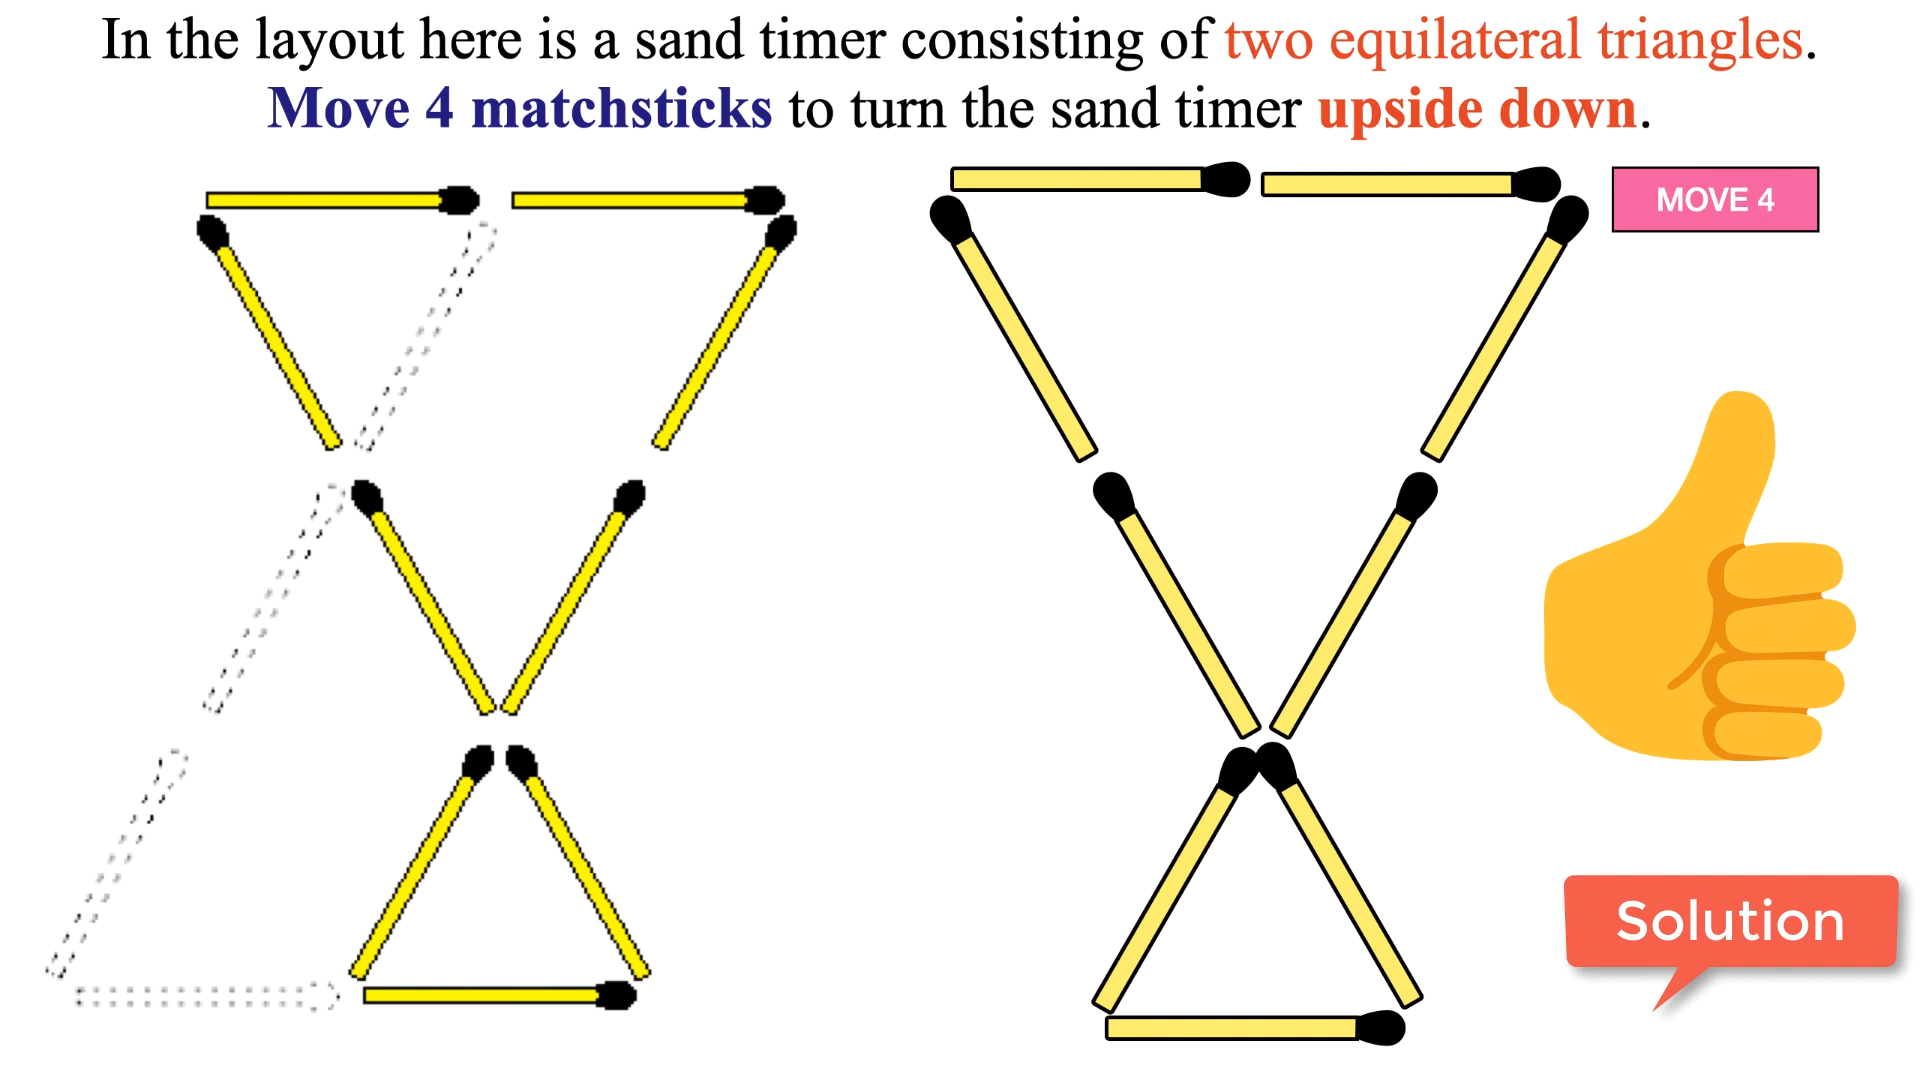 In the layout here is a sand timer consisting of two equilateral triangles.
Move 4 matchsticks to turn the sand timer upside down.
MOVE 4
Solution